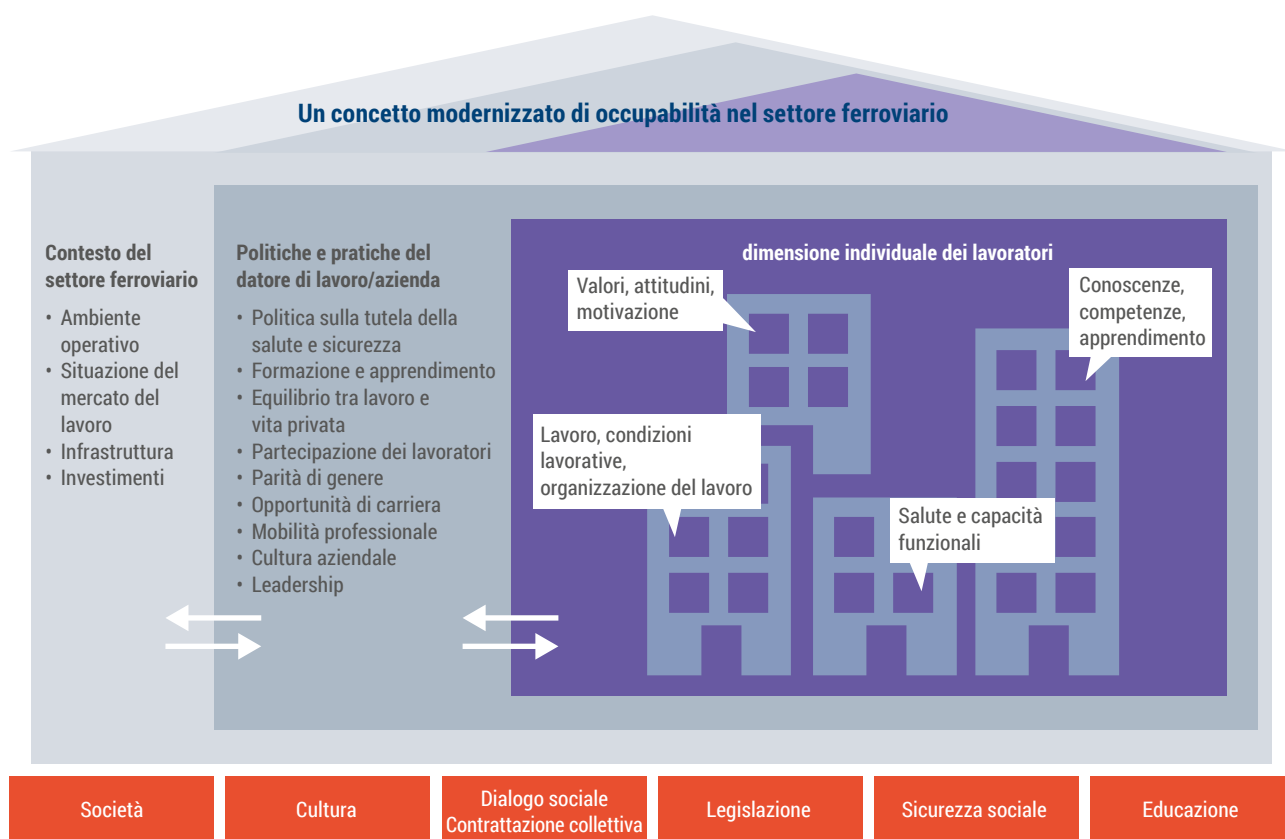 Un concetto modernizzato di occupabilità nel settore ferroviario
Contesto del
settore ferroviario
• Ambiente
operativo
• Situazione del
mercato del
lavoro
• Infrastruttura
• Investimenti
Politiche e pratiche del
datore di lavoro/azienda
• Politica sulla tutela della
salute e sicurezza
• Formazione e apprendimento
• Equilibrio tra lavoro e
vita privata
• Partecipazione dei lavoratori
• Parità di genere
• Opportunità di carriera
• Mobilità professionale
• Cultura aziendale
• Leadership
dimensione individuale dei lavoratori
Valori, attitudini,
motivazione
Conoscenze,
competenze,
apprendimento
Lavoro, condizioni
lavorative,
organizzazione del lavoro
Salute e capacità
funzionali
Società
Cultura
Dialogo sociale
Contrattazione collettiva
Legislazione
Sicurezza sociale
Educazione